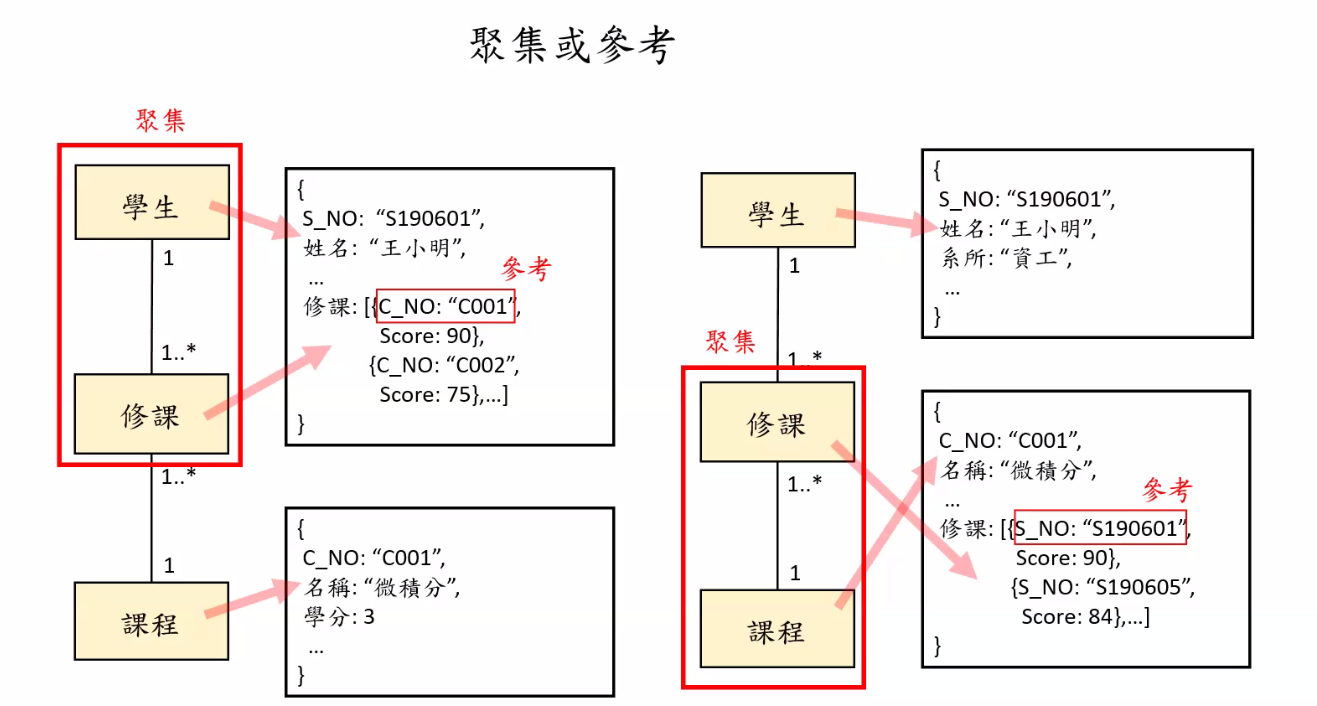 聚集或參考
聚集
學生
1
1..*
修課
1..*
1
課程
{
S_NO: “S190601”,
姓名: “王小明”,
...
參考
修課: [{C_NO: “C001”,
Score: 90},
{C_NO: “C002”,
Score: 75},…]
}
{
C_NO: “C001”,
名稱: “微積分”,
學分: 3
...
}
學生
1
聚集
1..*
修課
1..*
1
課程
{
S_NO: “S190601”,
姓名: “王小明”,
系所: “資工”,
...
}
{
C_NO: “C001”,
名稱: “微積分”,
...
參考
修課: [{S_NO: “S190601”,
Score: 90},
{S_NO: “S190605”,
Score: 84},…]
}